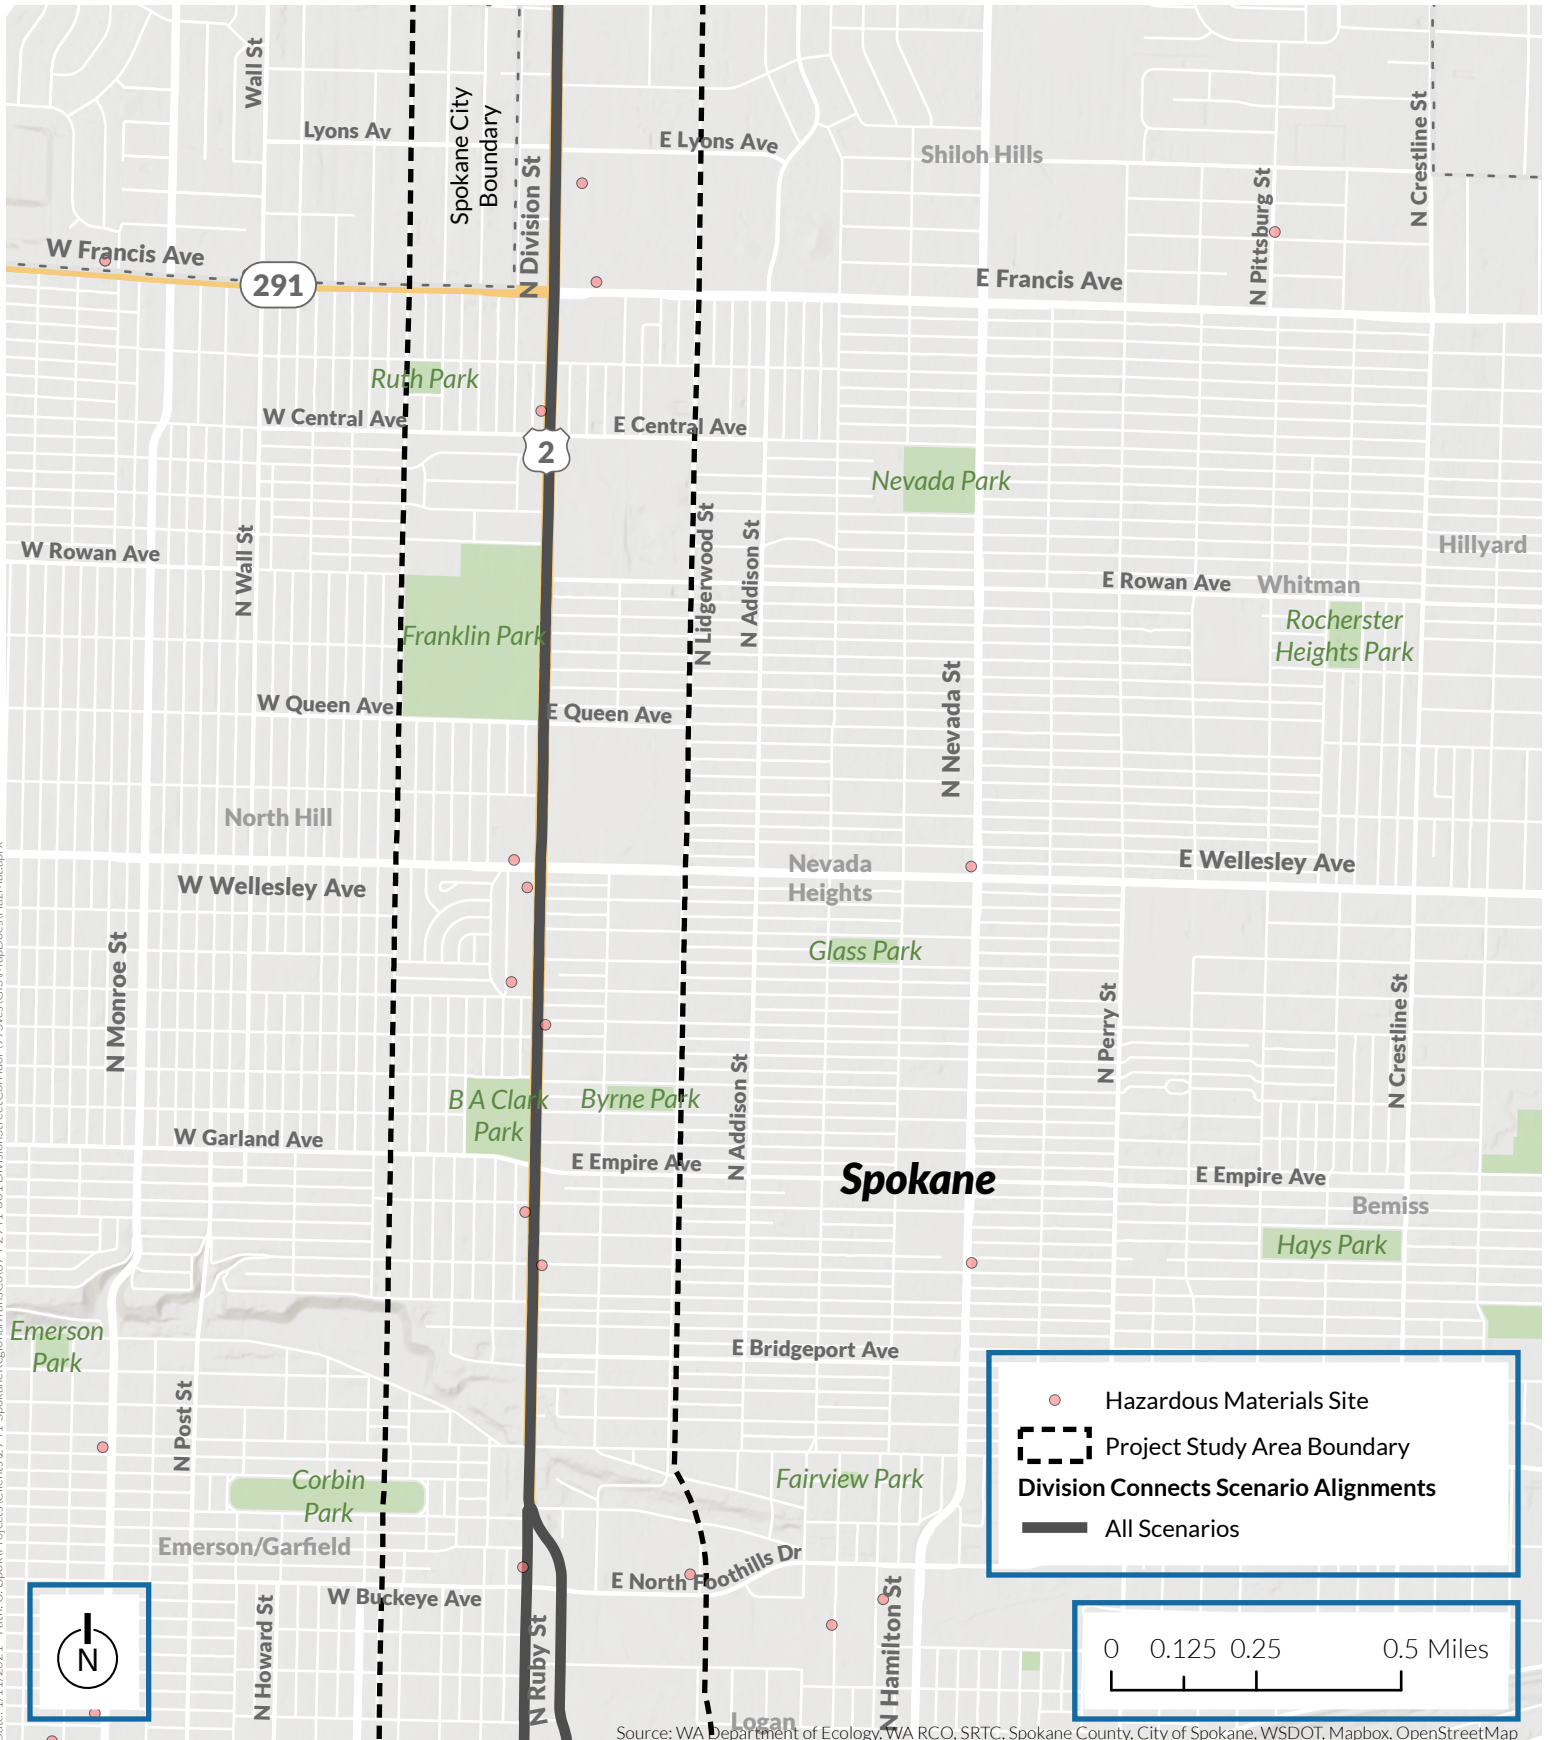 Wall St
Lyons Av
Spokane City
Boundary
N Division St
E Lyons Ave
Shiloh Hills
N Pittsburg St
N Crestline St
W Francis Ave
291
E Francis Ave
Ruth Park
W Central Ave
E Central Ave
2
Nevada Park
N Lidgerwood St
N Addison St
W Rowan Ave
N Wall St
Hillyard
E Rowan Ave
Whitman
Rocherster
Heights Park
Franklin Park
W Queen Ave
E Queen Ave
N Nevada St
North Hill
W Wellesley Ave
Nevada
Heights
E Wellesley Ave
Glass Park
N Monroe St
N Perry St
N Crestline St
B A Clark
Park
Byrne Park
N Addison St
W Garland Ave
E Empire Ave
Spokane
E Empire Ave
Bemiss
Hays Park
Emerson
Park
E Bridgeport Ave
N Post St
Corbin
Park
Fairview Park
Emerson/Garfield
E North Foothills Dr
W Buckeye Ave
N Howard St
N Ruby St
N Hamilton St
Logan
Hazardous Materials Site
Project Study Area Boundary
Division Connects Scenario Alignments
All Scenarios
N
0 0.125 0.25 0.5 Miles
Source: WA Department of Ecology, WA RCO, SRTC, Spokane County, City of Spokane, WSDOT, Mapbox, OpenStreetMap